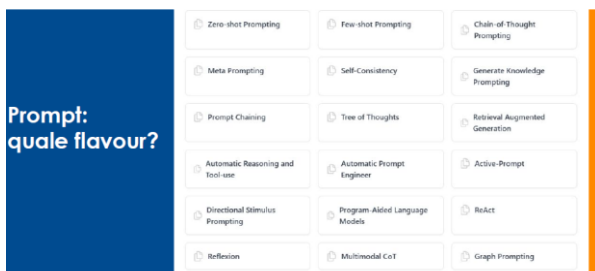 Prompt:
quale flavour?
Zero-shot Prompting
Few-shot Prompting
Chain-of-Thought
Prompting
Meta Prompting
Self-Consistency
Generate Knowledge
Prompting
Prompt Chaining
Tree of Thoughts
Retrieval Augmented
Generation
Automatic Reasoning and
Tool-use
Automatic Prompt
Engineer
Active-Prompt
Directional Stimulus
Prompting
Program-Aided Language
Models
ReAct
Reflexion
Multimodal CoT
Graph Prompting